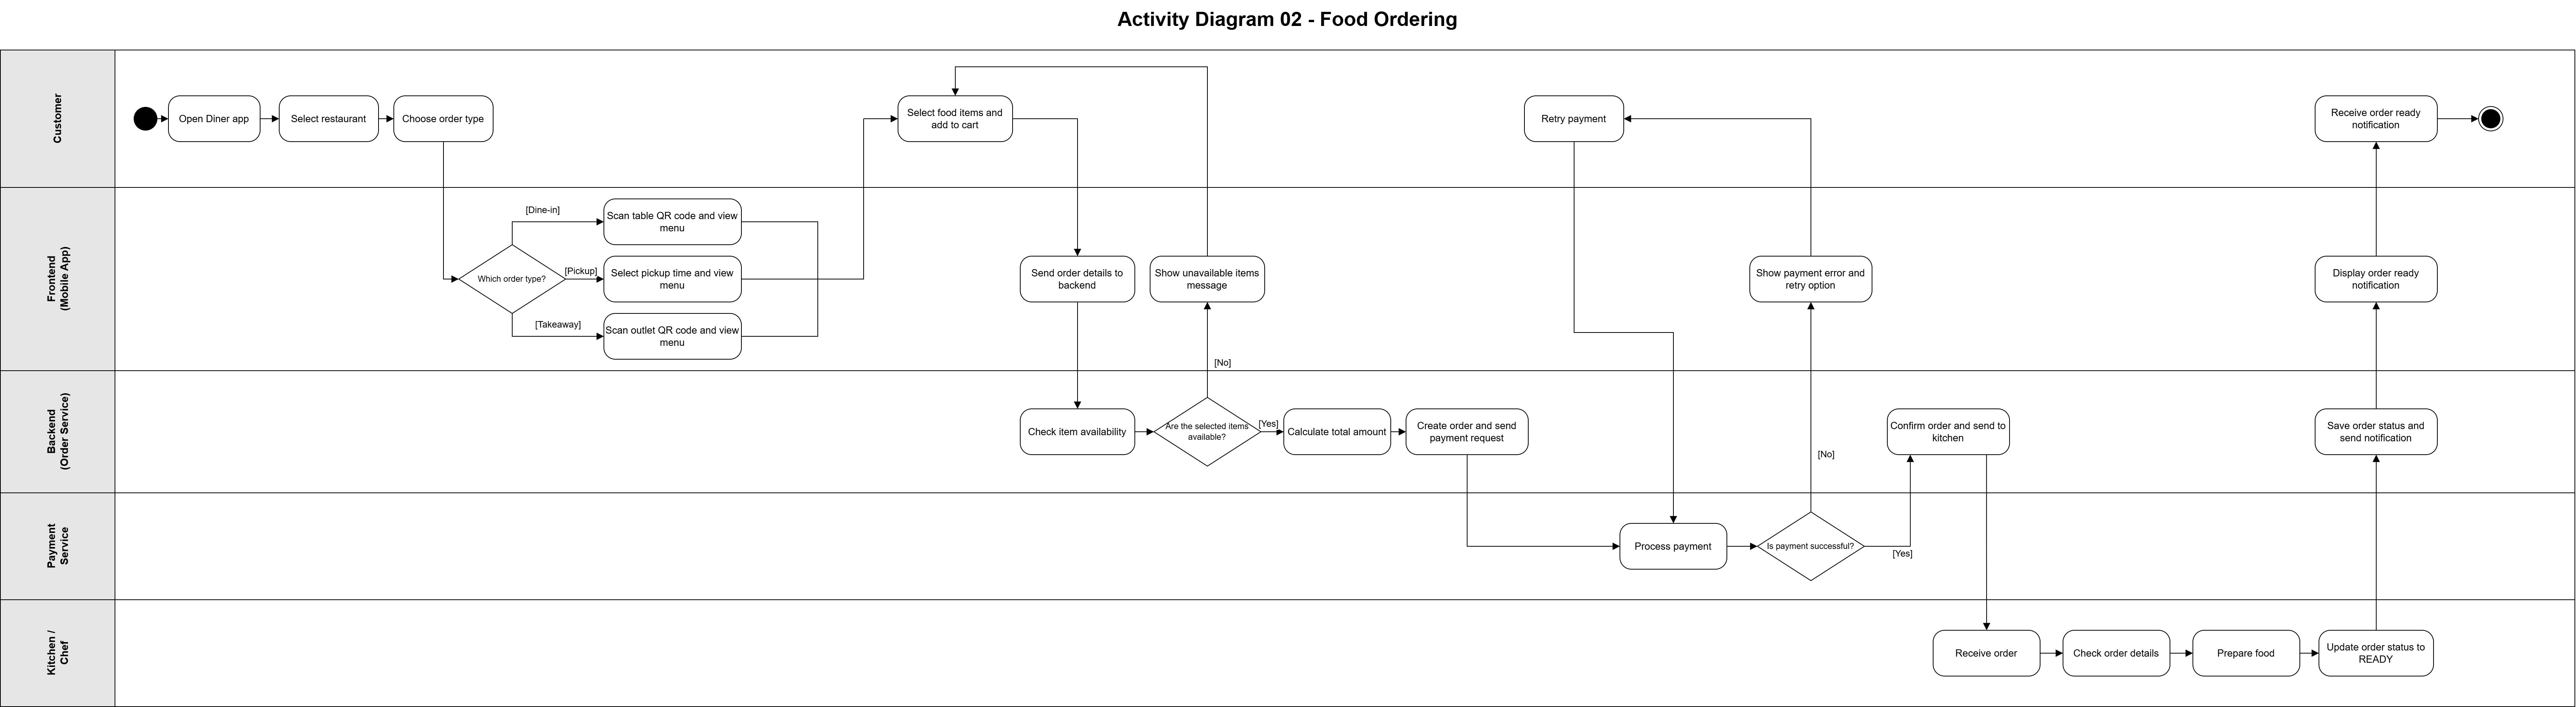 Activity Diagram 02 - Food Ordering
Customer
Open Diner app
Select restaurant
Choose order type
Select food items and
add to cart
Retry payment
Receive order ready
notification
Frontend
(Mobile App)
Which order type?
[Dine-in]
Scan table QR code and view
menu
[Pickup]
Select pickup time and view
menu
[Takeaway]
Scan outlet QR code and view
menu
Send order details to
backend
Show unavailable items
message
[No]
Show payment error and
retry option
Display order ready
notification
Backend
(Order Service)
Check item availability
Are the selected items
available?
[Yes]
Calculate total amount
Create order and send
payment request
[No]
Confirm order and send to
kitchen
Save order status and
send notification
Payment
Service
Process payment
Is payment successful?
[Yes]
Kitchen /
Chef
Receive order
Check order details
Prepare food
Update order status to
READY